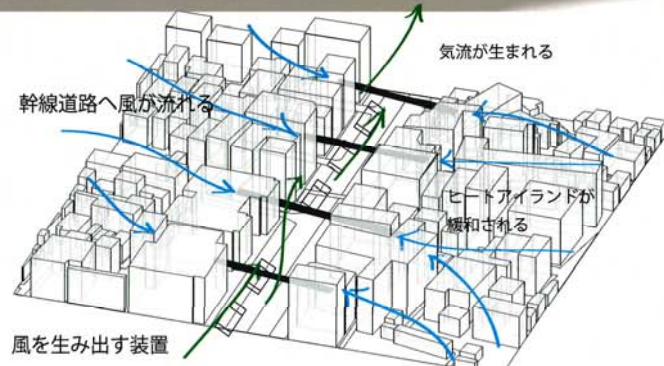 気流が生まれる
幹線道路へ風が流れる
ヒートアイランドが
緩和される
風を生み出す装置